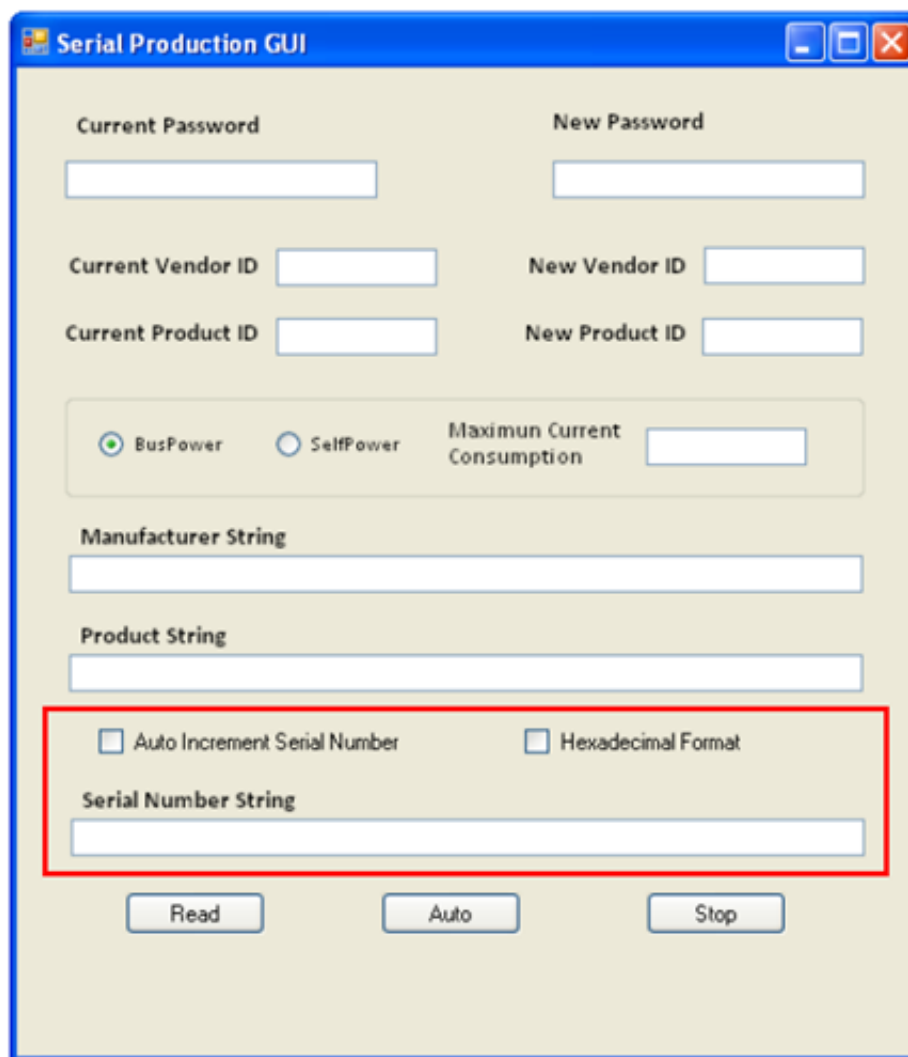 Serial Production GUI
Current Password
New Password
Current Vendor ID
New Vendor ID
Current Product ID
New Product ID
BusPower
SelfPower
Maximun Current
Consumption
Manufacturer String
Product String
Auto Increment Serial Number
Hexadecimal Format
Serial Number String
Read
Auto
Stop